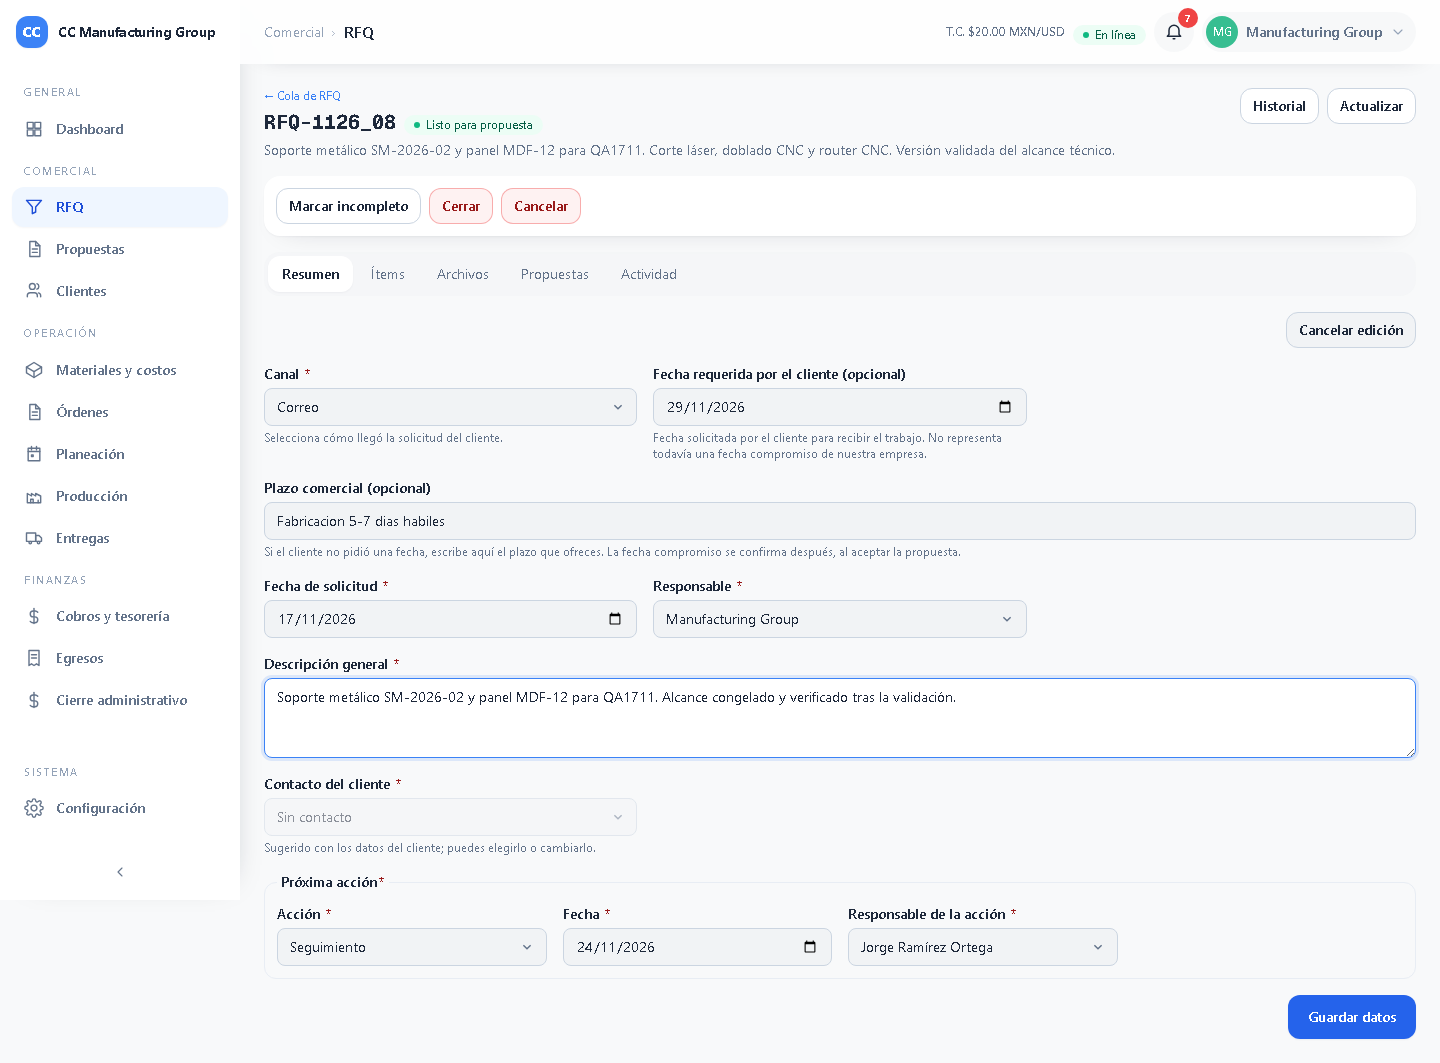 CC CC Manufacturing Group
Comercial › RFQ
T.C. $20.00 MXN/USD
En línea
7
MG Manufacturing Group
GENERAL
Dashboard
COMERCIAL
RFQ
Propuestas
Clientes
OPERACIÓN
Materiales y costos
Órdenes
Planeación
Producción
Entregas
FINANZAS
Cobros y tesorería
Egresos
Cierre administrativo
SISTEMA
Configuración
← Cola de RFQ
RFQ-1126_08
Listo para propuesta
Soporte metálico SM-2026-02 y panel MDF-12 para QA1711. Corte láser, doblado CNC y router CNC. Versión validada del alcance técnico.
Historial
Actualizar
Marcar incompleto
Cerrar
Cancelar
Resumen
Ítems
Archivos
Propuestas
Actividad
Cancelar edición
Canal *
Correo
Selecciona cómo llegó la solicitud del cliente.
Fecha requerida por el cliente (opcional)
29/11/2026
Fecha solicitada por el cliente para recibir el trabajo. No representa
todavía una fecha compromiso de nuestra empresa.
Plazo comercial (opcional)
Fabricacion 5-7 dias habiles
Si el cliente no pidió una fecha, escribe aquí el plazo que ofreces. La fecha compromiso se confirma después, al aceptar la propuesta.
Fecha de solicitud *
17/11/2026
Responsable *
Manufacturing Group
Descripción general *
Soporte metálico SM-2026-02 y panel MDF-12 para QA1711. Alcance congelado y verificado tras la validación.
Contacto del cliente *
Sin contacto
Sugerido con los datos del cliente; puedes elegirlo o cambiarlo.
Próxima acción*
Acción *
Seguimiento
Fecha *
24/11/2026
Responsable de la acción *
Jorge Ramírez Ortega
Guardar datos